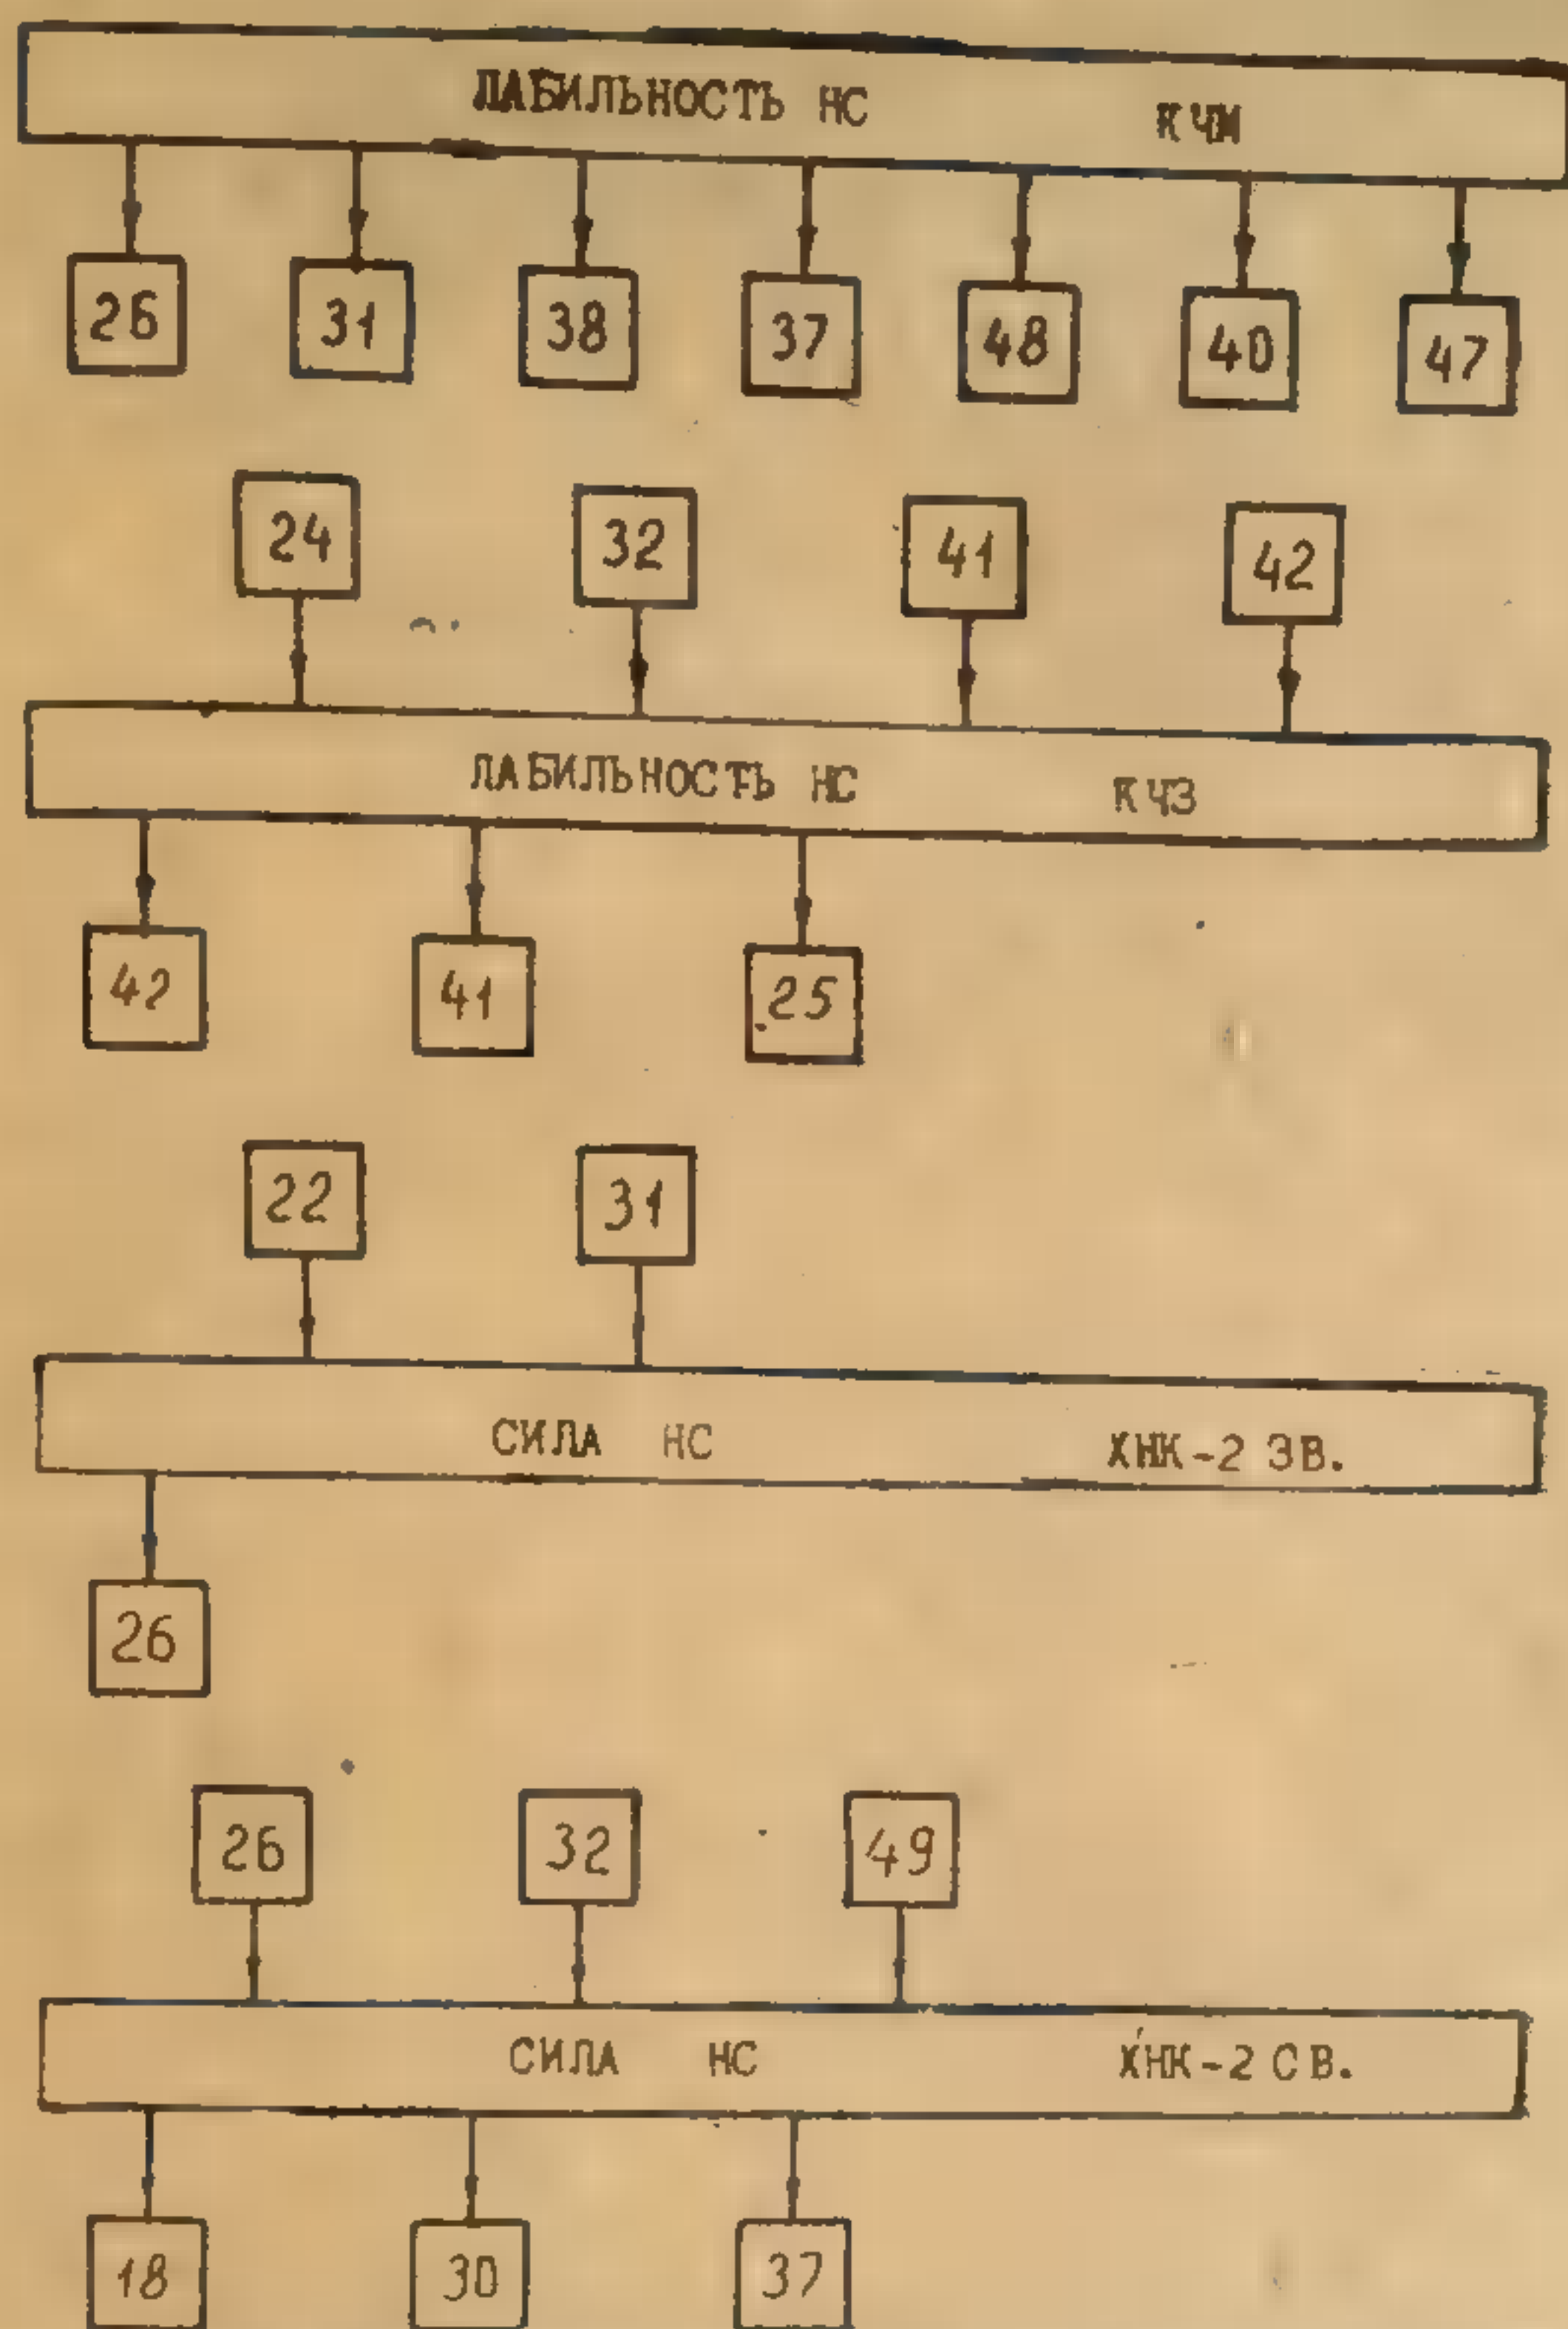 ЛАБИЛЬНОСТЬ НС КЧМ
26 31 38 37 48 40 47
24 32 41 42
ЛАБИЛЬНОСТЬ НС КЧЗ
42 41 25
22 31
СИЛА НС ХНК-2 ЗВ.
26
26 32 49
СИЛА НС ХНК-2 СВ.
18 30 37